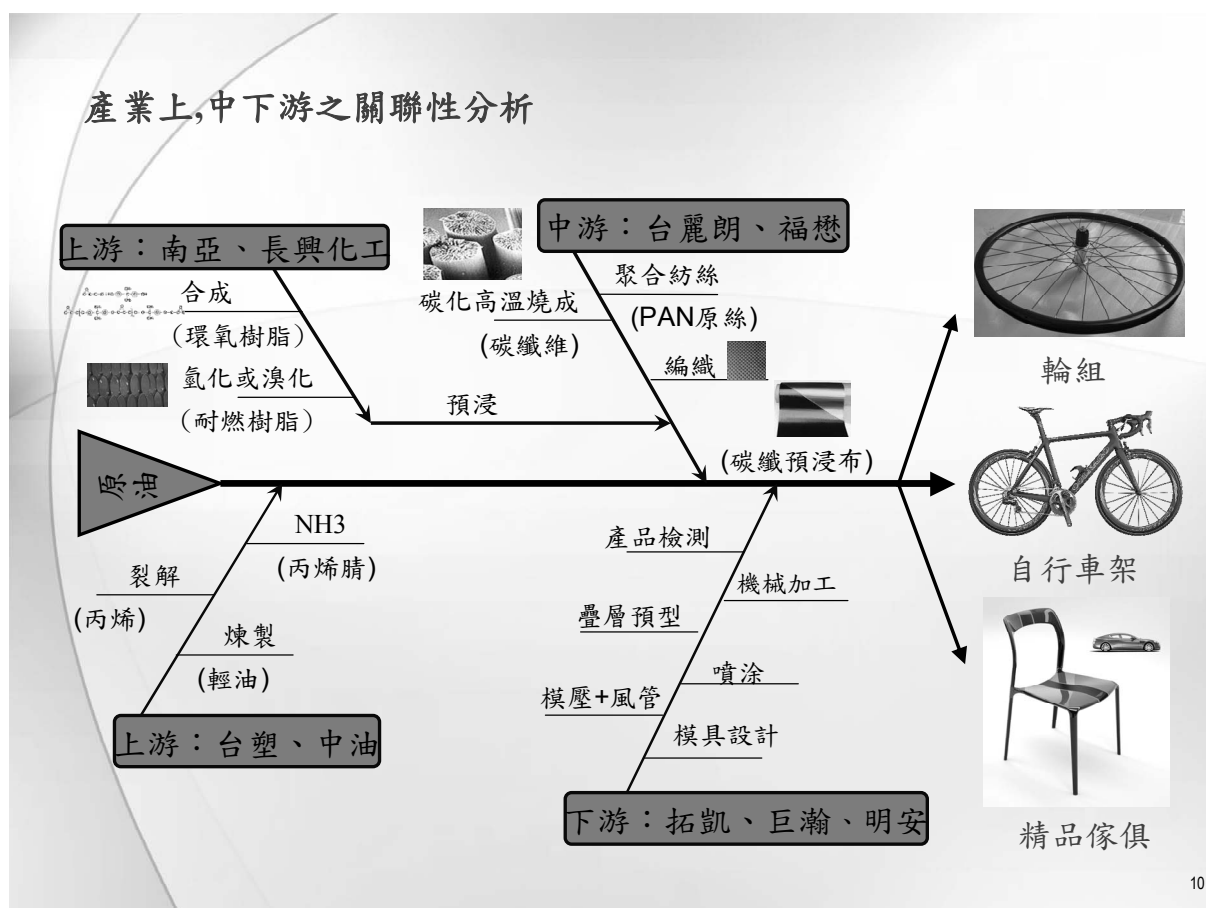 產業上,中下游之關聯性分析
上游：南亞、長興化工
合成
(環氧樹脂)
氫化或溴化
(耐燃樹脂)
預浸
中游：台麗朗、福懋
聚合紡絲
(PAN原絲)
碳化高溫燒成
(碳纖維)
編織
(碳纖預浸布)
原油
NH3
(丙烯腈)
裂解
(丙烯)
煉製
(輕油)
上游：台塑、中油
產品檢測
機械加工
疊層預型
噴涂
模壓+風管
模具設計
下游：拓凱、巨瀚、明安
輪組
自行車架
精品傢俱
10